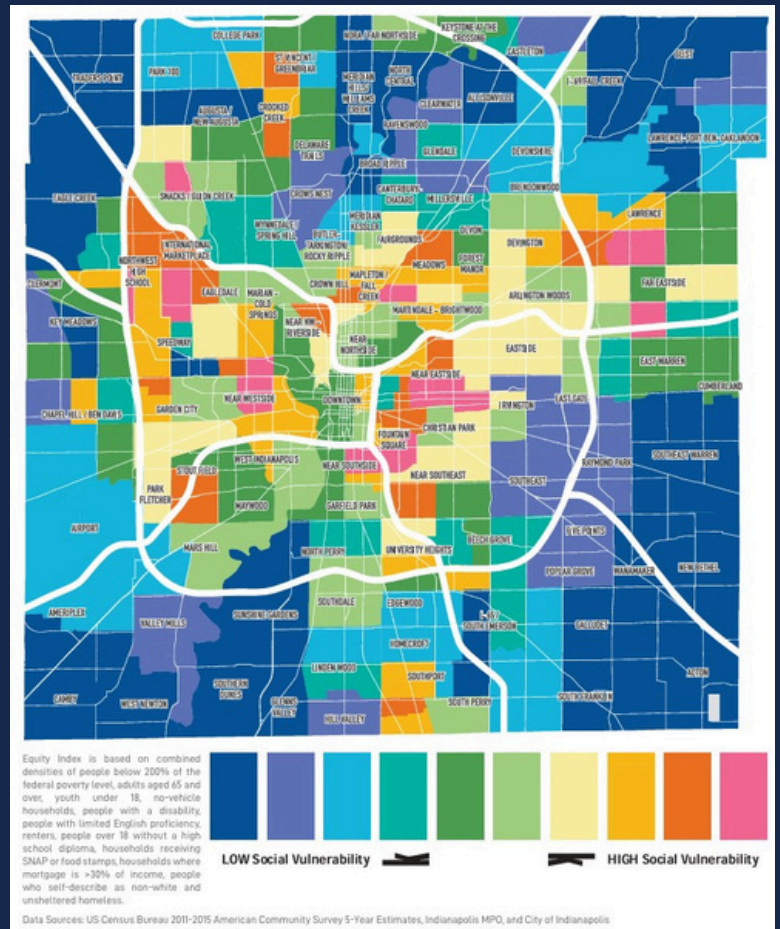 COLLEGE PARK
NORA / FAR NORTHSIDE
KEYSTONE AT THE
CROSSING
CASTLETON
GEIST
TRADERS POINT
PARK 100
ST. VINCENT /
GREENBRIAR
MERIDIAN
HILLS /
WILLIAMS
CREEK
NORTH
CENTRAL
CLEARWATER
ALLISONVILLE
I-69 / FALL CREEK
AUGUSTA /
NEW AUGUSTA
CROOKED
CREEK
RAVENSWOOD
LAWRENCE-FORT BEN-OAKLANDON
DELAWARE
TRAILS
BROAD RIPPLE
GLENDALE
DEVONSHIRE
EAGLE CREEK
SNACKS / GUION CREEK
CROWS NEST
CANTERBURY-
CHATARD
MILLERSVILLE
BRENDONWOOD
LAWRENCE
WYNNEDALE /
SPRING HILL
BUTLER-
TARKINGTON/
ROCKY RIPPLE
MERIDIAN
KESSLER
FAIRGROUNDS
DEVON
DEVINGTON
INTERNATIONAL
MARKETPLACE
NORTHWEST
HIGH
SCHOOL
MEADOWS
FOREST
MANOR
CLERMONT
EAGLEDALE
MARIAN -
COLD
SPRINGS
CROWN HILL
MAPLETON /
FALL
CREEK
ARLINGTON WOODS
FAR EASTSIDE
KEY MEADOWS
NEAR NW-
RIVERSIDE
MARTINDALE - BRIGHTWOOD
SPEEDWAY
NEAR
NORTHSIDE
EASTSIDE
EAST WARREN
NEAR EASTSIDE
CUMBERLAND
CHAPEL HILL / BEN DAVIS
GARDEN CITY
NEAR WESTSIDE
DOWNTOWN
IRVINGTON
EAST GATE
FOUNTAIN
SQUARE
CHRISTIAN PARK
STOUT FIELD
WEST INDIANAPOLIS
NEAR SOUTHSIDE
NEAR SOUTHEAST
RAYMOND PARK
SOUTHEAST WARREN
SOUTHEAST
PARK
FLETCHER
MAYWOOD
GARFIELD PARK
AIRPORT
MARS HILL
NORTH PERRY
UNIVERSITY HEIGHTS
BEECH GROVE
FIVE POINTS
POPLAR GROVE
WANAMAKER
NEW BETHEL
AMERIPLEX
VALLEY MILLS
SUNSHINE GARDENS
SOUTHDALE
EDGEWOOD
I-65 /
SOUTH EMERSON
GALLUDET
HOMECROFT
LINDENWOOD
SOUTHPORT
ACTON
CAMBY
WEST NEWTON
SOUTHERN
DUNES
GLENNS
VALLEY
HILL VALLEY
SOUTH PERRY
SOUTH FRANKLIN
Equity Index is based on combined
densities of people below 200% of the
federal poverty level, adults aged 65 and
over, youth under 18, no-vehicle
households, people with a disability,
people with limited English proficiency,
renters, people over 18 without a high
school diploma, households receiving
SNAP or food stamps, households where
mortgage is >30% of income, people
who self-describe as non-white and
unsheltered homeless.
LOW Social Vulnerability
HIGH Social Vulnerability
Data Sources: US Census Bureau 2011-2015 American Community Survey 5-Year Estimates, Indianapolis MPO, and City of Indianapolis